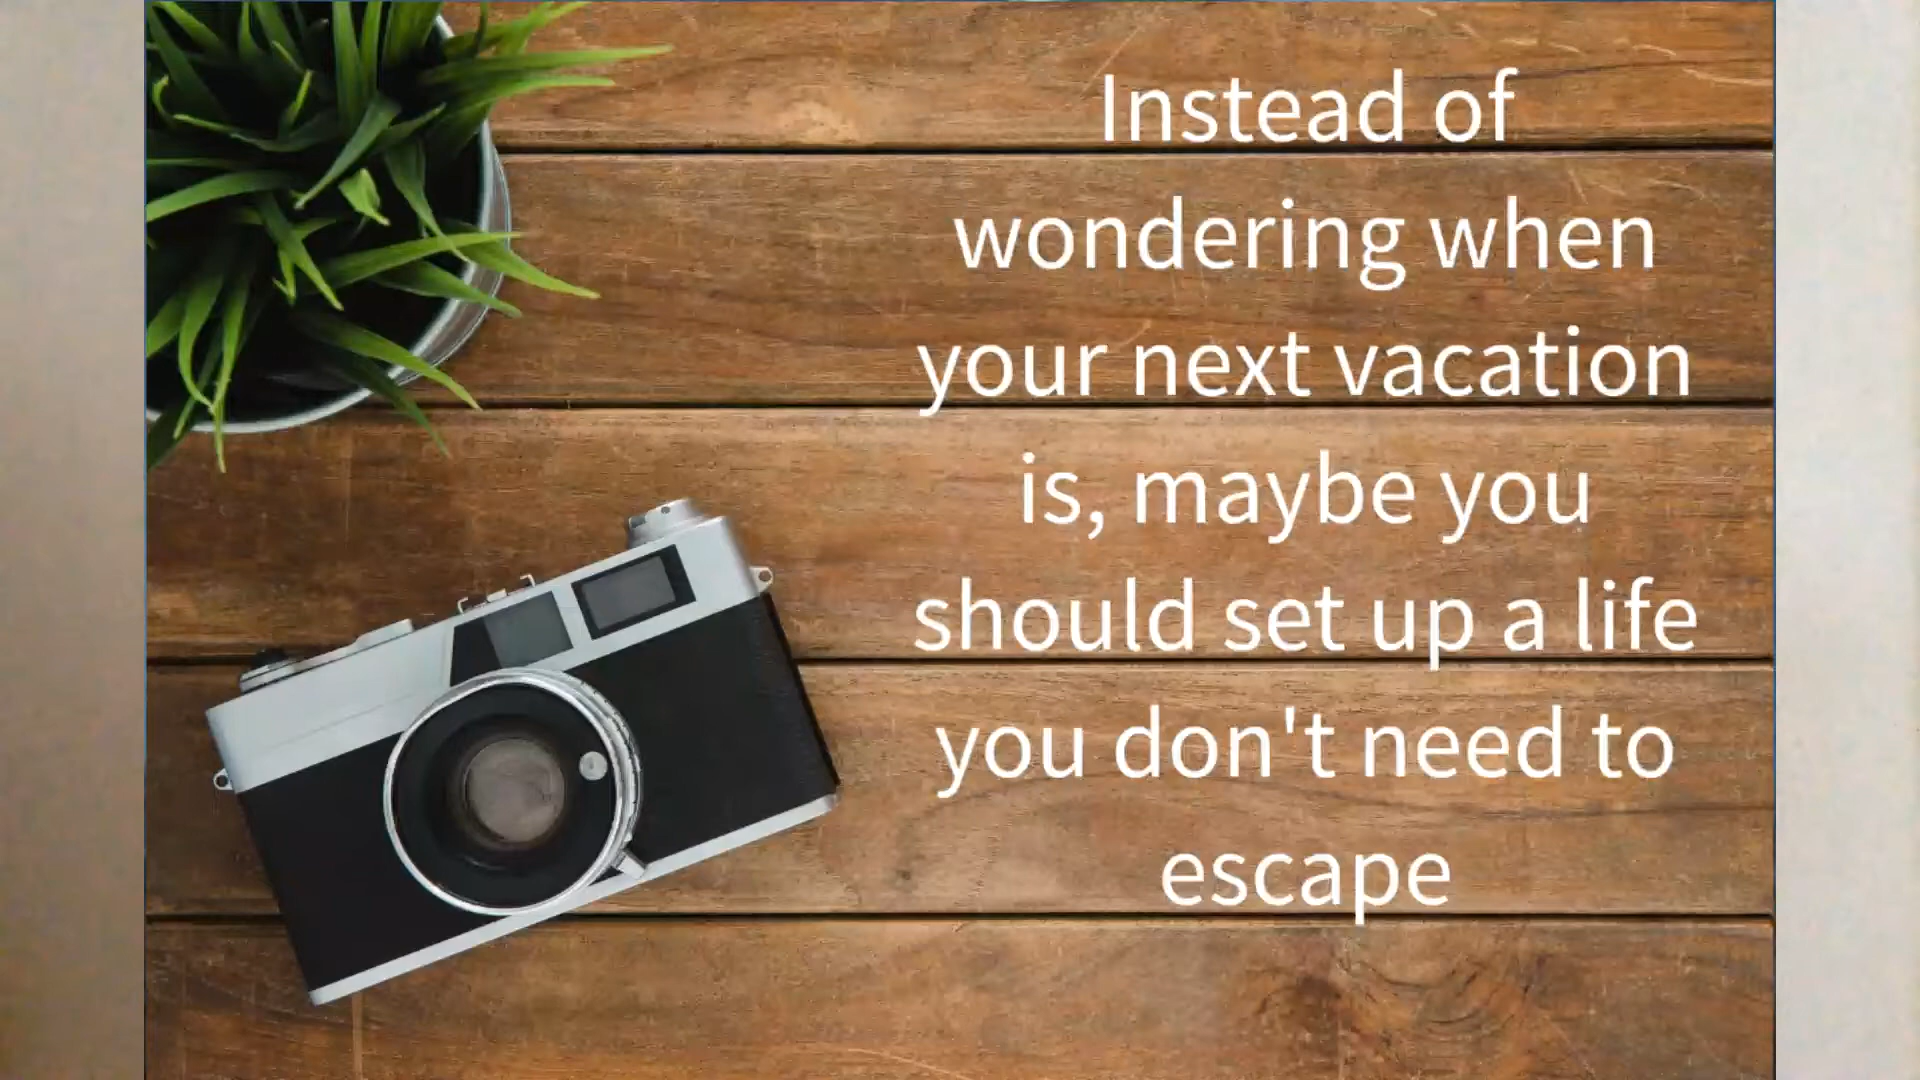 Instead of
wondering when
your next vacation
is, maybe you
should set up a life
you don't need to
escape